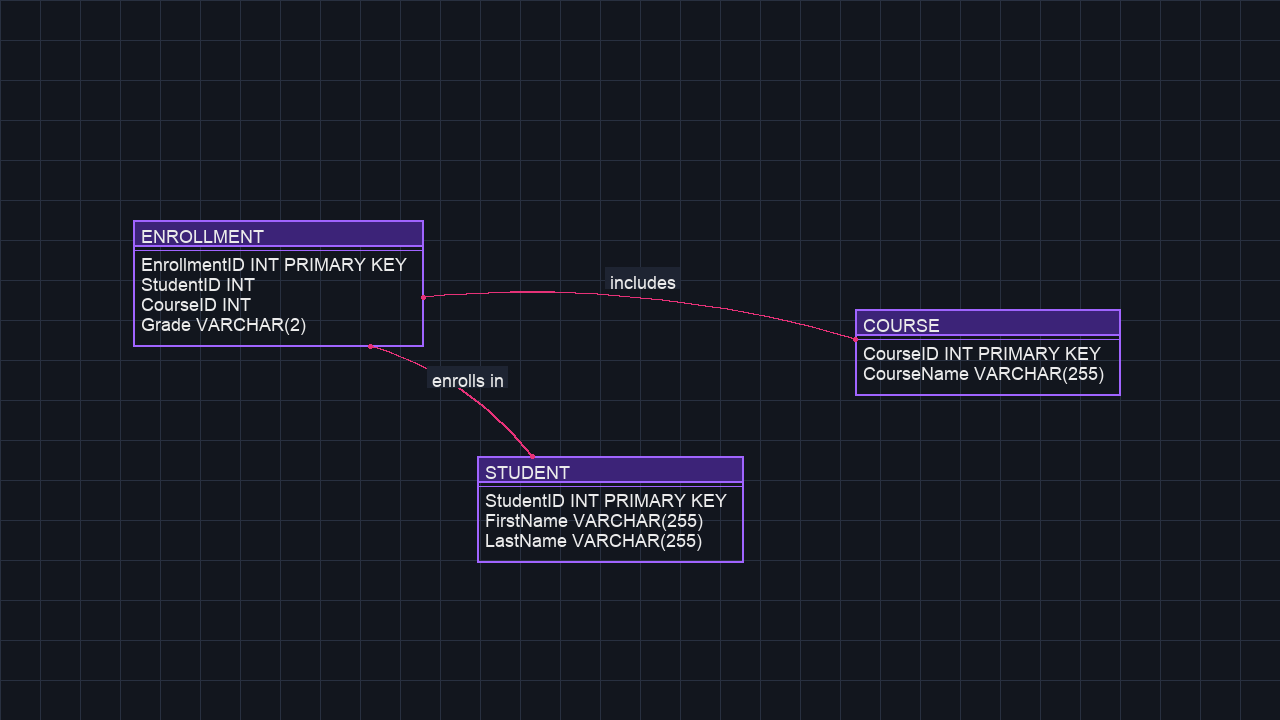 ENROLLMENT
EnrollmentID INT PRIMARY KEY
StudentID INT
CourseID INT
Grade VARCHAR(2)
includes
COURSE
CourseID INT PRIMARY KEY
CourseName VARCHAR(255)
enrolls in
STUDENT
StudentID INT PRIMARY KEY
FirstName VARCHAR(255)
LastName VARCHAR(255)